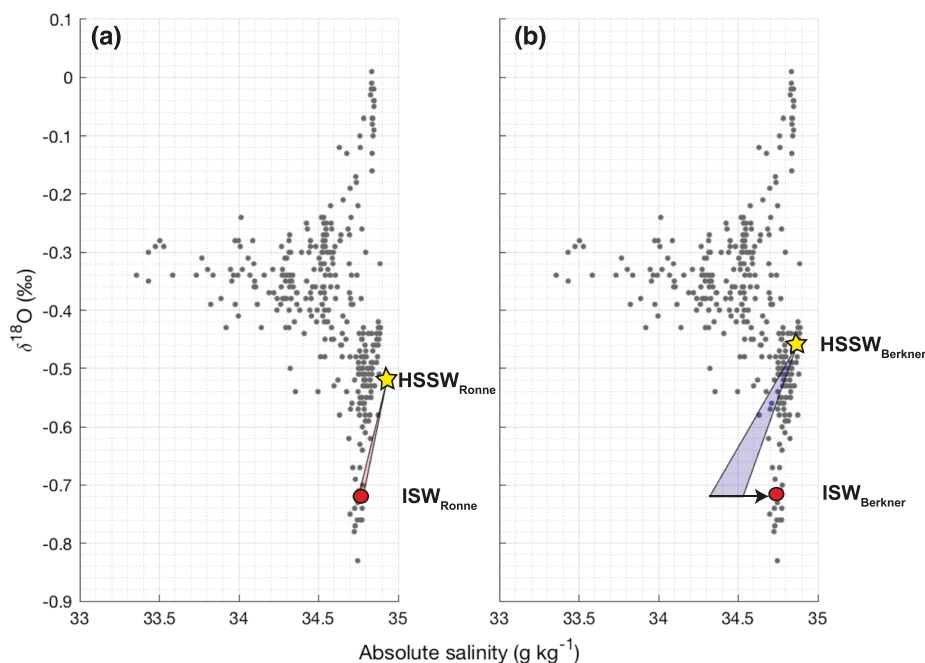 (a)
(b)
0.1
0
-0.1
-0.2
-0.3
-0.4
-0.5
-0.6
-0.7
-0.8
-0.9
δ18O (‰)
HSSWRonne
ISWRonne
HSSWBerkner
ISWBerkner
33 33.5 34 34.5 35
33 33.5 34 34.5 35
Absolute salinity (g kg-1)